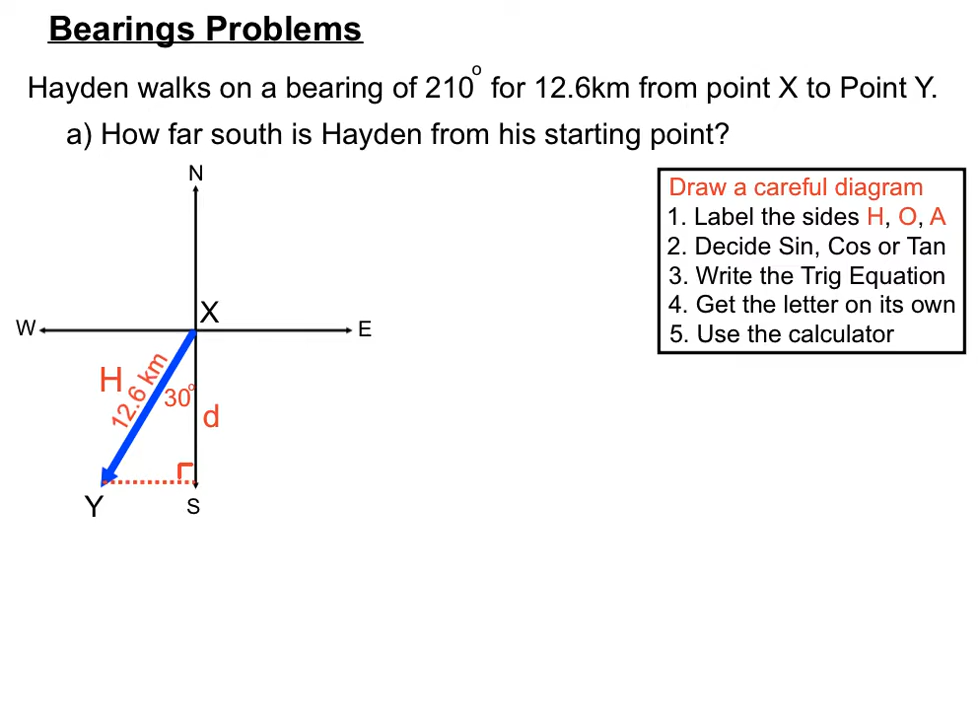 Bearings Problems
Hayden walks on a bearing of 210° for 12.6km from point X to Point Y.
a) How far south is Hayden from his starting point?
N
Draw a careful diagram
1. Label the sides H, O, A
2. Decide Sin, Cos or Tan
3. Write the Trig Equation
4. Get the letter on its own
5. Use the calculator
X
W
E
H
12.6 km
30°
d
Y
S